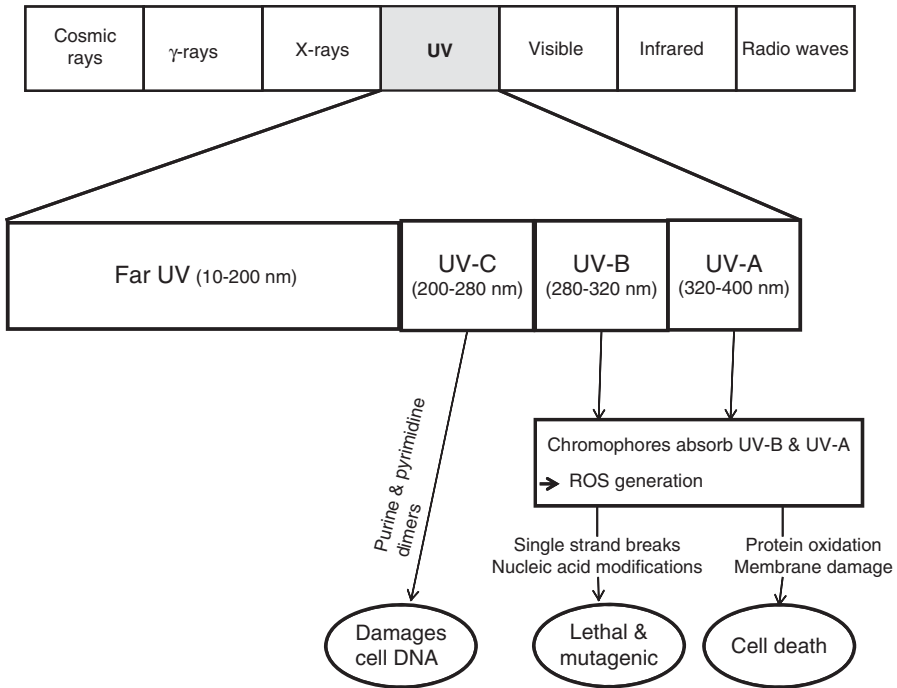 Cosmic
rays
γ-rays
X-rays
UV
Visible
Infrared
Radio waves
Far UV (10-200 nm)
UV-C
(200-280 nm)
UV-B
(280-320 nm)
UV-A
(320-400 nm)
Purine & pyrimidine
dimers
Chromophores absorb UV-B & UV-A
➔ ROS generation
Single strand breaks
Nucleic acid modifications
Protein oxidation
Membrane damage
Damages
cell DNA
Lethal &
mutagenic
Cell death